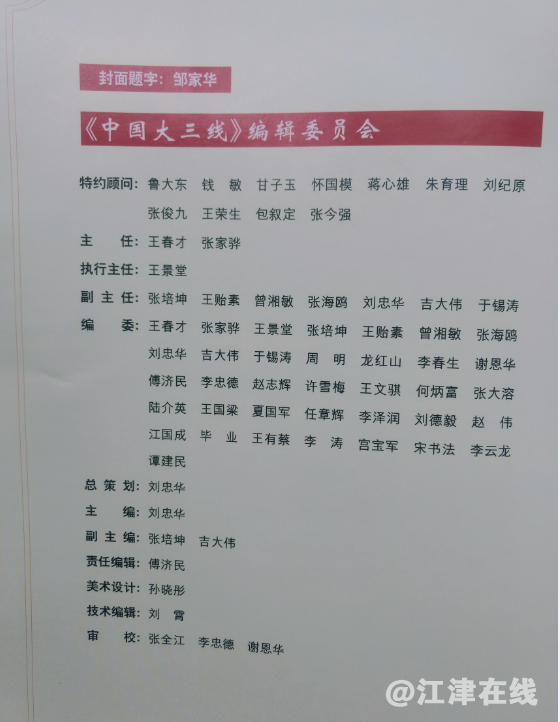 封面题字：邹家华
《中国大三线》编辑委员会
特约顾问：鲁大东 钱 敏 甘子玉 怀国模 蒋心雄 朱育理 刘纪原
张俊九 王荣生 包叙定 张今强
主 任：王春才 张家骅
执行主任：王景堂
副 主 任：张培坤 王贻素 曾湘敏 张海鸥 刘忠华 吉大伟 于锡涛
编 委：王春才 张家骅 王景堂 张培坤 王贻素 曾湘敏 张海鸥
刘忠华 吉大伟 于锡涛 周 明 龙红山 李春生 谢恩华
傅济民 李忠德 赵志辉 许雪梅 王文骐 何炳富 张大溶
陆介英 王国梁 夏国军 任章辉 李泽润 刘德毅 赵 伟
江国成 毕 业 王有蔡 李 涛 宫宝军 宋书法 李云龙
谭建民
总 策 划：刘忠华
主 编：刘忠华
副 主 编：张培坤 吉大伟
责任编辑：傅济民
美术设计：孙晓彤
技术编辑：刘 霄
审 校：张全江 李忠德 谢恩华
@江津在线